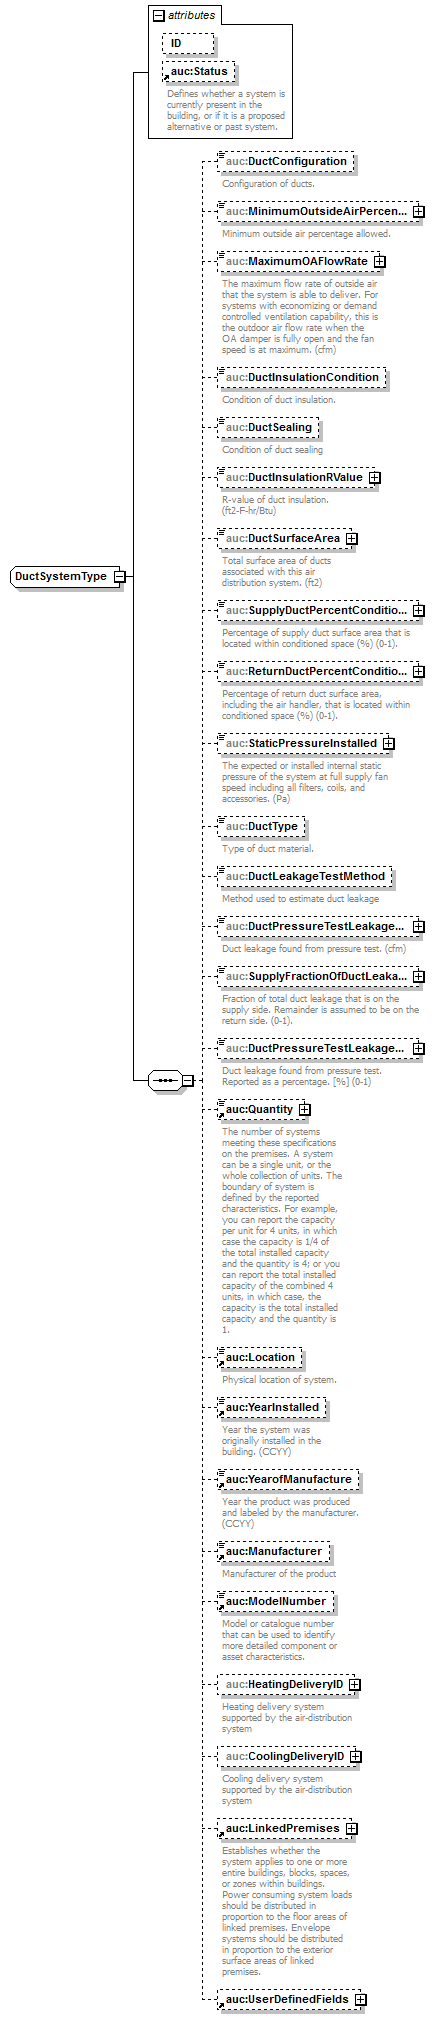 attributes
ID
auc:Status
Defines whether a system is
currently present in the
building, or if it is a proposed
alternative or past system.
auc:DuctConfiguration
Configuration of ducts.
auc:MinimumOutsideAirPercen...
Minimum outside air percentage allowed.
auc:MaximumOAFlowRate
The maximum flow rate of outside air
that the system is able to deliver. For
systems with economizing or demand
controlled ventilation capability, this is
the outdoor air flow rate when the
OA damper is fully open and the fan
speed is at maximum. (cfm)
auc:DuctInsulationCondition
Condition of duct insulation.
auc:DuctSealing
Condition of duct sealing
auc:DuctInsulationRValue
R-value of duct insulation.
(ft2-F-hr/Btu)
auc:DuctSurfaceArea
Total surface area of ducts
associated with this air
distribution system. (ft2)
DuctSystemType
auc:SupplyDuctPercentConditio...
Percentage of supply duct surface area that is
located within conditioned space (%) (0-1).
auc:ReturnDuctPercentConditio...
Percentage of return duct surface area,
including the air handler, that is located within
conditioned space (%) (0-1).
auc:StaticPressureInstalled
The expected or installed internal static
pressure of the system at full supply fan
speed including all filters, coils, and
accessories. (Pa)
auc:DuctType
Type of duct material.
auc:DuctLeakageTestMethod
Method used to estimate duct leakage
auc:DuctPressureTestLeakage...
Duct leakage found from pressure test. (cfm)
auc:SupplyFractionOfDuctLeaka...
Fraction of total duct leakage that is on the
supply side. Remainder is assumed to be on the
return side. (0-1).
auc:DuctPressureTestLeakage...
Duct leakage found from pressure test.
Reported as a percentage. [%] (0-1)
auc:Quantity
The number of systems
meeting these specifications
on the premises. A system
can be a single unit, or the
whole collection of units. The
boundary of system is
defined by the reported
characteristics. For example,
you can report the capacity
per unit for 4 units, in which
case the capacity is 1/4 of
the total installed capacity
and the quantity is 4; or you
can report the total installed
capacity of the combined 4
units, in which case, the
capacity is the total installed
capacity and the quantity is
1.
auc:Location
Physical location of system.
auc:YearInstalled
Year the system was
originally installed in the
building. (CCYY)
auc:YearofManufacture
Year the product was produced
and labeled by the manufacturer.
(CCYY)
auc:Manufacturer
Manufacturer of the product
auc:ModelNumber
Model or catalogue number
that can be used to identify
more detailed component or
asset characteristics.
auc:HeatingDeliveryID
Heating delivery system
supported by the air-distribution
system
auc:CoolingDeliveryID
Cooling delivery system
supported by the air-distribution
system
auc:LinkedPremises
Establishes whether the
system applies to one or more
entire buildings, blocks, spaces,
or zones within buildings.
Power consuming system loads
should be distributed in
proportion to the floor areas of
linked premises. Envelope
systems should be distributed
in proportion to the exterior
surface areas of linked
premises.
auc:UserDefinedFields